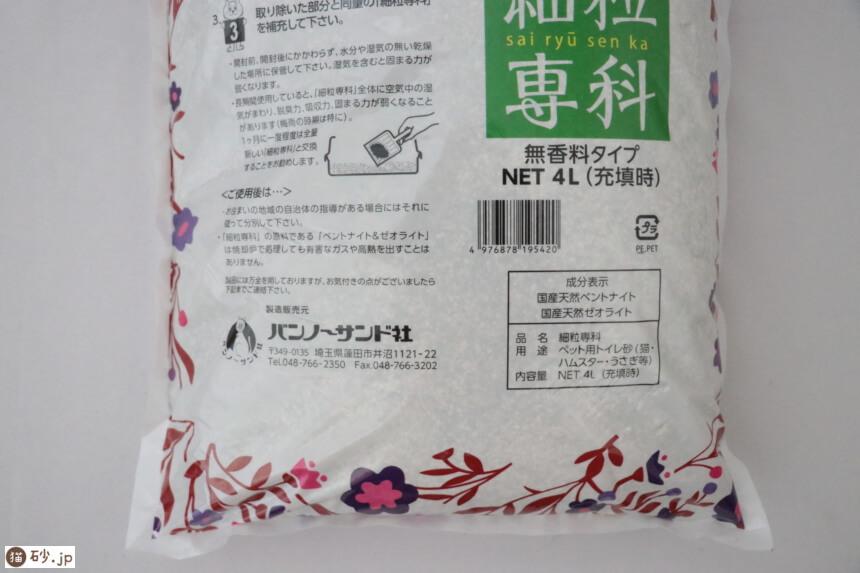 取り除いた部分と同量の「細粒専科」
3.
を補充して下さい。
3
・開封前、開封後にかかわらず、水分や湿気の無い乾燥
した場所に保管して下さい。湿気を含むと固まる力が
弱くなります。
・長期間使用していると、「細粒専科」全体に空気中の湿
気がまわり、脱臭力、吸収力、固まる力が弱くなること
があります(梅雨の時期は特に)。
1ヶ月に一度程度は全量
新しい「細粒専科」と交換
することをお勧めします。
<ご使用後は…>
・お住まいの地域の自治体の指導がある場合にはそれに
従って分別して下さい。
・「細粒専科」の原料である「ベントナイト&ゼオライト」
は焼却炉で処理しても有害なガスや高熱を出すことは
ありません。
製品には万全を期しておりますが、お気付きの点がございましたら
下記までご連絡下さい。
製造販売元
パンノーサンド社
〒349-0135 埼玉県蓮田市井沼1121-22
Tel.048-766-2350 Fax.048-766-3202
細粒
sai ryū sen ka
専科
無香料タイプ
NET 4L(充填時)
4 976878 195420
プラ
PE,PET
成分表示
国産天然ベントナイト
国産天然ゼオライト
品名 細粒専科
用途 ペット用トイレ砂(猫・
ハムスター・うさぎ等)
内容量 NET 4L(充填時)
猫砂.jp